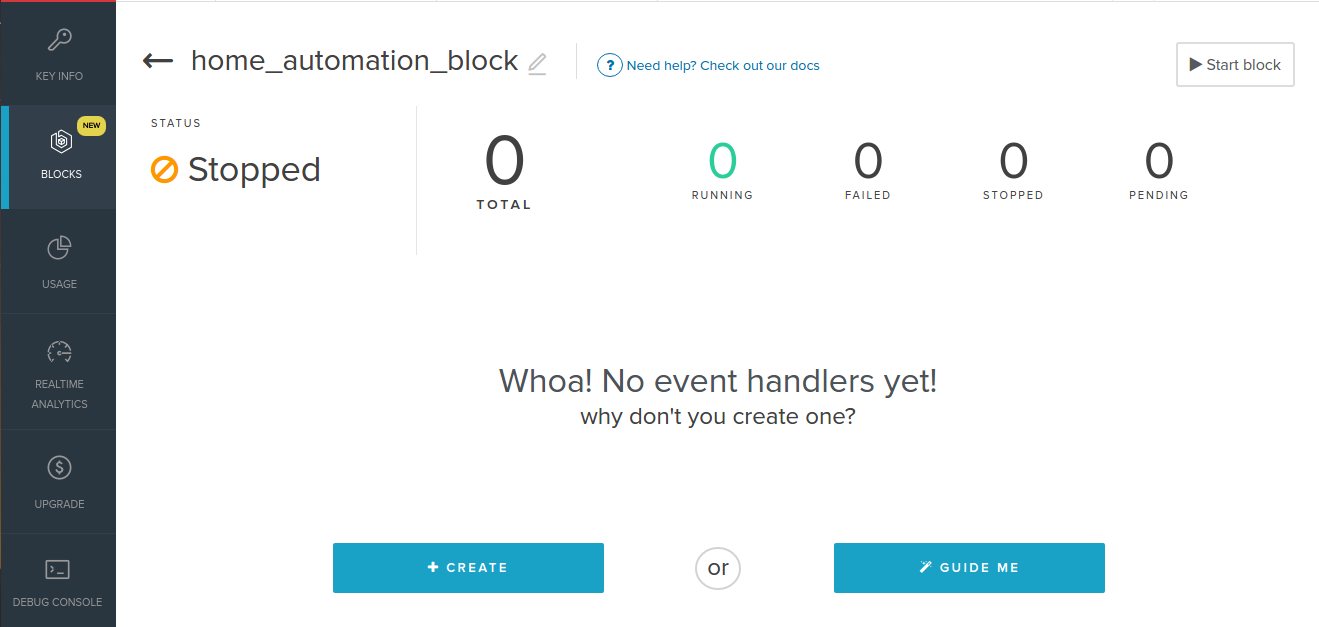 KEY INFO
NEW
BLOCKS
USAGE
REALTIME
ANALYTICS
UPGRADE
DEBUG CONSOLE
home_automation_block
? Need help? Check out our docs
Start block
STATUS
Stopped
0
TOTAL
0
RUNNING
0
FAILED
0
STOPPED
0
PENDING
Whoa! No event handlers yet!
why don't you create one?
+ CREATE
or
GUIDE ME